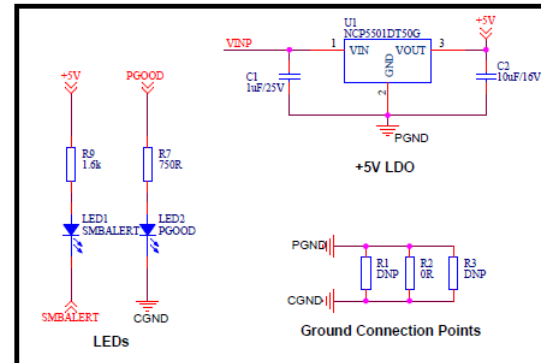 +5V
PGOOD
R9
1.6k
R7
750R
LED1
SMBALERT
LED2
PGOOD
SMBALERT
CGND
LEDs
U1
NCP5501DT50G
+5V
VINP
1
VIN
VOUT
3
GND
2
C1
1uF/25V
C2
10uF/16V
PGND
+5V LDO
PGND
R1
DNP
R2
0R
R3
DNP
CGND
Ground Connection Points